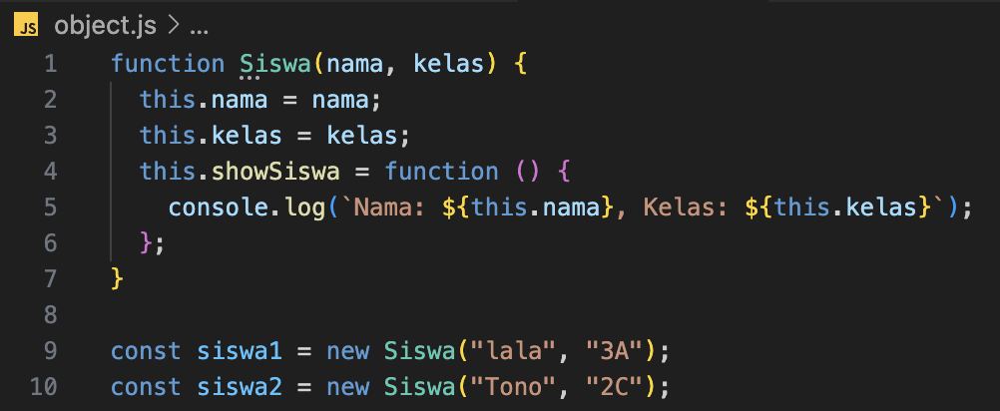 JS object.js > ...
1 function Siswa(nama, kelas) {
2 this.nama = nama;
3 this.kelas = kelas;
4 this.showSiswa = function () {
5 console.log(`Nama: ${this.nama}, Kelas: ${this.kelas}`);
6 };
7 }
8
9 const siswa1 = new Siswa("lala", "3A");
10 const siswa2 = new Siswa("Tono", "2C");